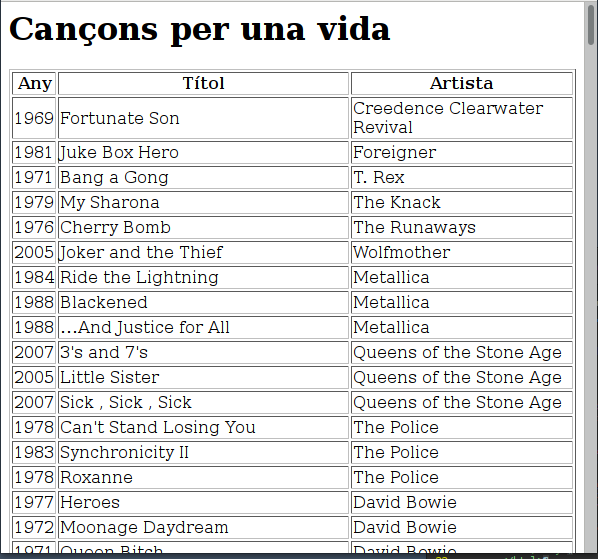 Cançons per una vida
Any Títol Artista
1969 Fortunate Son Creedence Clearwater
Revival
1981 Juke Box Hero Foreigner
1971 Bang a Gong T. Rex
1979 My Sharona The Knack
1976 Cherry Bomb The Runaways
2005 Joker and the Thief Wolfmother
1984 Ride the Lightning Metallica
1988 Blackened Metallica
1988 ...And Justice for All Metallica
2007 3's and 7's Queens of the Stone Age
2005 Little Sister Queens of the Stone Age
2007 Sick , Sick , Sick Queens of the Stone Age
1978 Can't Stand Losing You The Police
1983 Synchronicity II The Police
1978 Roxanne The Police
1977 Heroes David Bowie
1972 Moonage Daydream David Bowie
1971 Queen Bitch David Bowie